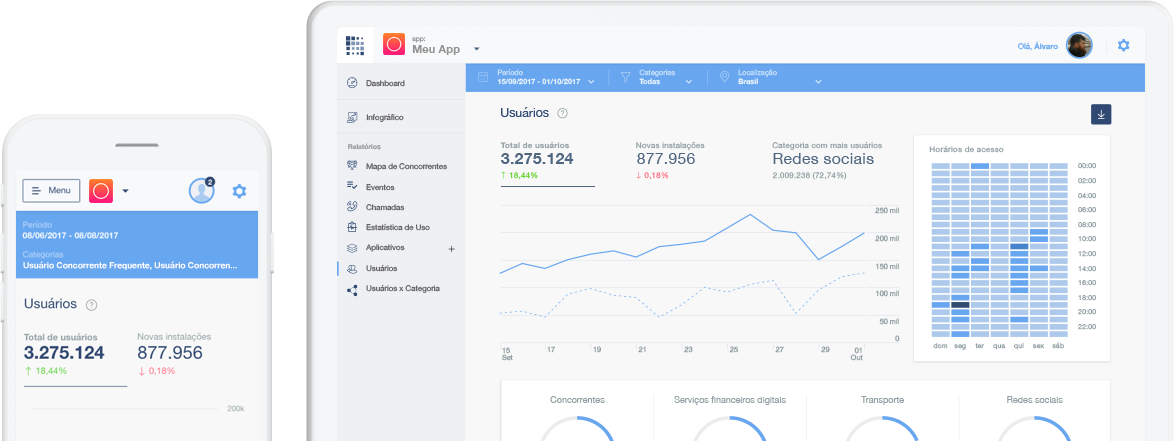 Menu
2
Período
08/06/2017 - 08/08/2017
Categorias
Usuário Concorrente Frequente, Usuário Concorren...
Usuários ?
Total de usuários
3.275.124
↑ 18,44%
Novas instalações
877.956
↓ 0,18%
200k
app:
Meu App
Olá, Álvaro
Dashboard
Infográfico
Relatórios
Mapa de Concorrentes
Eventos
Chamadas
Estatística de Uso
Aplicativos +
Usuários
Usuários x Categoria
Período
15/09/2017 - 01/10/2017
Categorias
Todas
Localização
Brasil
Usuários ?
Total de usuários
3.275.124
↑ 18,44%
Novas instalações
877.956
↓ 0,18%
Categoria com mais usuários
Redes sociais
2.009.238 (72,74%)
250 mil
200 mil
150 mil
100 mil
50 mil
0
15 17 19 21 23 25 27 29 01
Set Out
Horários de acesso
00:00
02:00
04:00
08:00
06:00
10:00
12:00
14:00
16:00
18:00
20:00
22:00
dom seg ter qua qui sex sáb
Concorrentes
Serviços financeiros digitais
Transporte
Redes sociais